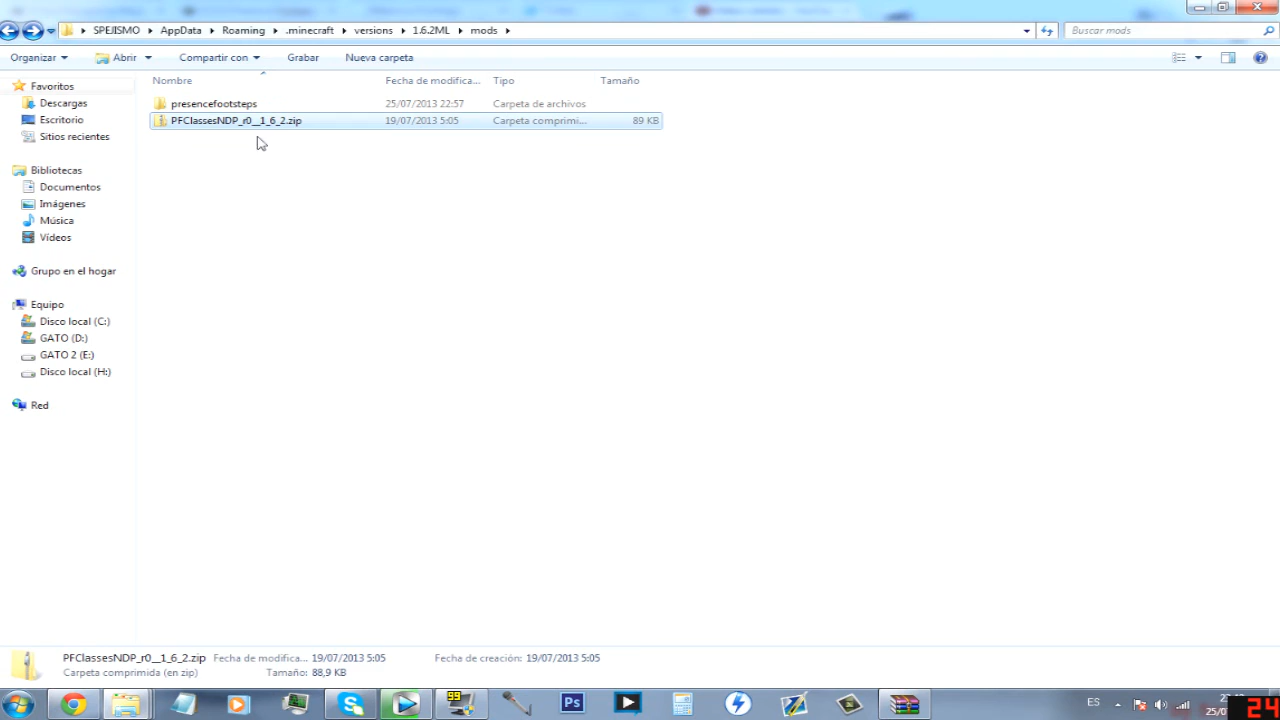 SPEJISMO AppData Roaming .minecraft versions 1.6.2ML mods Buscar mods
Organizar Abrir Compartir con Grabar Nueva carpeta
Nombre Fecha de modifica... Tipo Tamaño
Favoritos
Descargas
Escritorio
Sitios recientes
Bibliotecas
Documentos
Imágenes
Música
Vídeos
Grupo en el hogar
Equipo
Disco local (C:)
GATO (D:)
GATO 2 (E:)
Disco local (H:)
Red
presencefootsteps 25/07/2013 22:57 Carpeta de archivos
PFClassesNDP_r0__1_6_2.zip 19/07/2013 5:05 Carpeta comprimi... 89 KB
PFClassesNDP_r0__1_6_2.zip Fecha de modifica... 19/07/2013 5:05 Fecha de creación: 19/07/2013 5:05
Carpeta comprimida (en zip) Tamaño: 88,9 KB
99 Ps ES
24